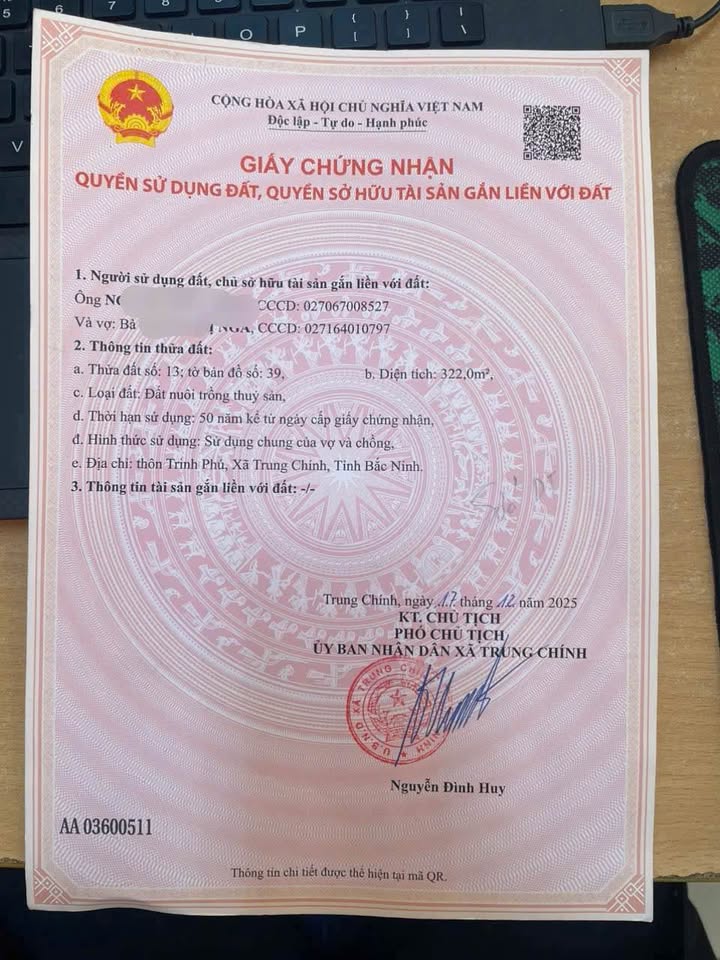 CỘNG HÒA XÃ HỘI CHỦ NGHĨA VIỆT NAM
Độc lập - Tự do - Hạnh phúc
GIẤY CHỨNG NHẬN
QUYỀN SỬ DỤNG ĐẤT, QUYỀN SỞ HỮU TÀI SẢN GẮN LIỀN VỚI ĐẤT
1. Người sử dụng đất, chủ sở hữu tài sản gắn liền với đất:
Ông CCCD: 027067008527
Và vợ: Bà NGA, CCCD: 027164010797
2. Thông tin thửa đất:
a. Thửa đất số: 13; tờ bản đồ số: 39, b. Diện tích: 322,0m²,
c. Loại đất: Đất nuôi trồng thuỷ sản,
d. Thời hạn sử dụng: 50 năm kể từ ngày cấp giấy chứng nhận,
đ. Hình thức sử dụng: Sử dụng chung của vợ và chồng,
e. Địa chỉ: thôn Trình Phú, Xã Trung Chính, Tỉnh Bắc Ninh.
3. Thông tin tài sản gắn liền với đất: -/-
Trung Chính, ngày 17 tháng 12 năm 2025
KT. CHỦ TỊCH
PHÓ CHỦ TỊCH
ỦY BAN NHÂN DÂN XÃ TRUNG CHÍNH
U.B.N.D XÃ TRUNG CHÍNH
Nguyễn Đình Huy
AA 03600511
Thông tin chi tiết được thể hiện tại mã QR.